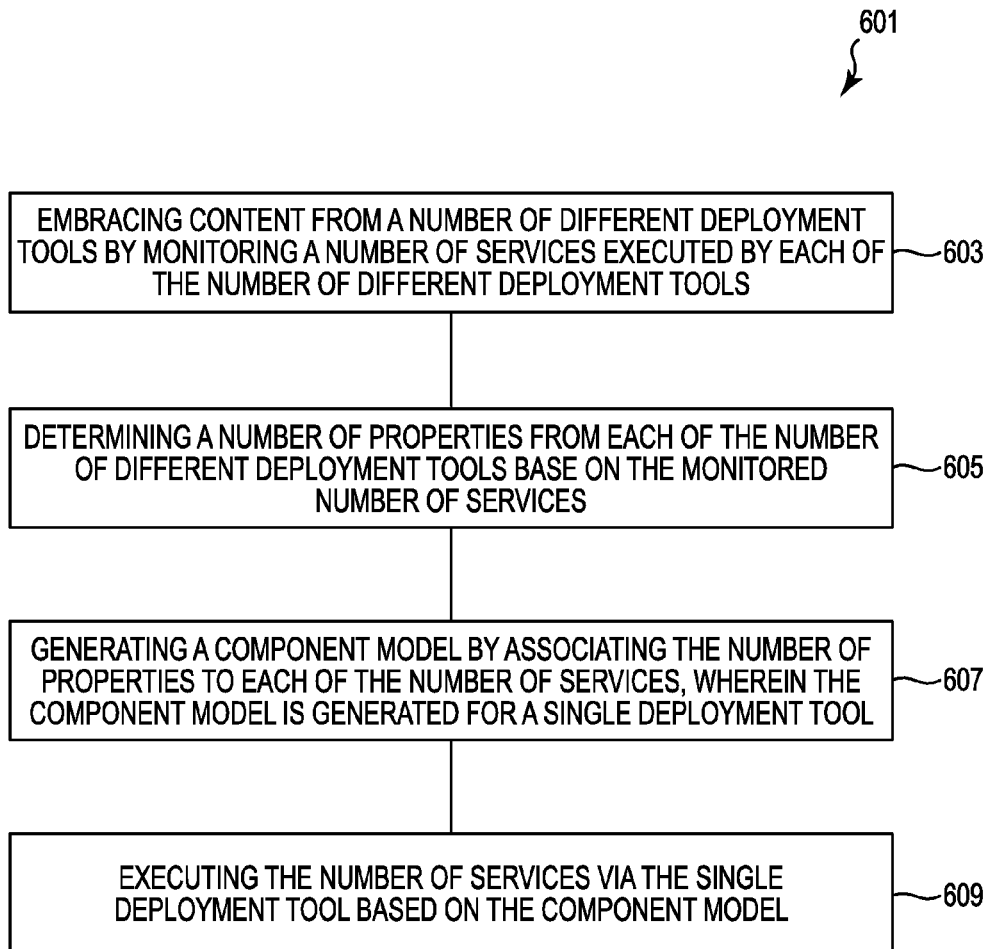 601
EMBRACING CONTENT FROM A NUMBER OF DIFFERENT DEPLOYMENT
TOOLS BY MONITORING A NUMBER OF SERVICES EXECUTED BY EACH OF
THE NUMBER OF DIFFERENT DEPLOYMENT TOOLS
603
DETERMINING A NUMBER OF PROPERTIES FROM EACH OF THE NUMBER
OF DIFFERENT DEPLOYMENT TOOLS BASE ON THE MONITORED
NUMBER OF SERVICES
605
GENERATING A COMPONENT MODEL BY ASSOCIATING THE NUMBER OF
PROPERTIES TO EACH OF THE NUMBER OF SERVICES, WHEREIN THE
COMPONENT MODEL IS GENERATED FOR A SINGLE DEPLOYMENT TOOL
607
EXECUTING THE NUMBER OF SERVICES VIA THE SINGLE
DEPLOYMENT TOOL BASED ON THE COMPONENT MODEL
609